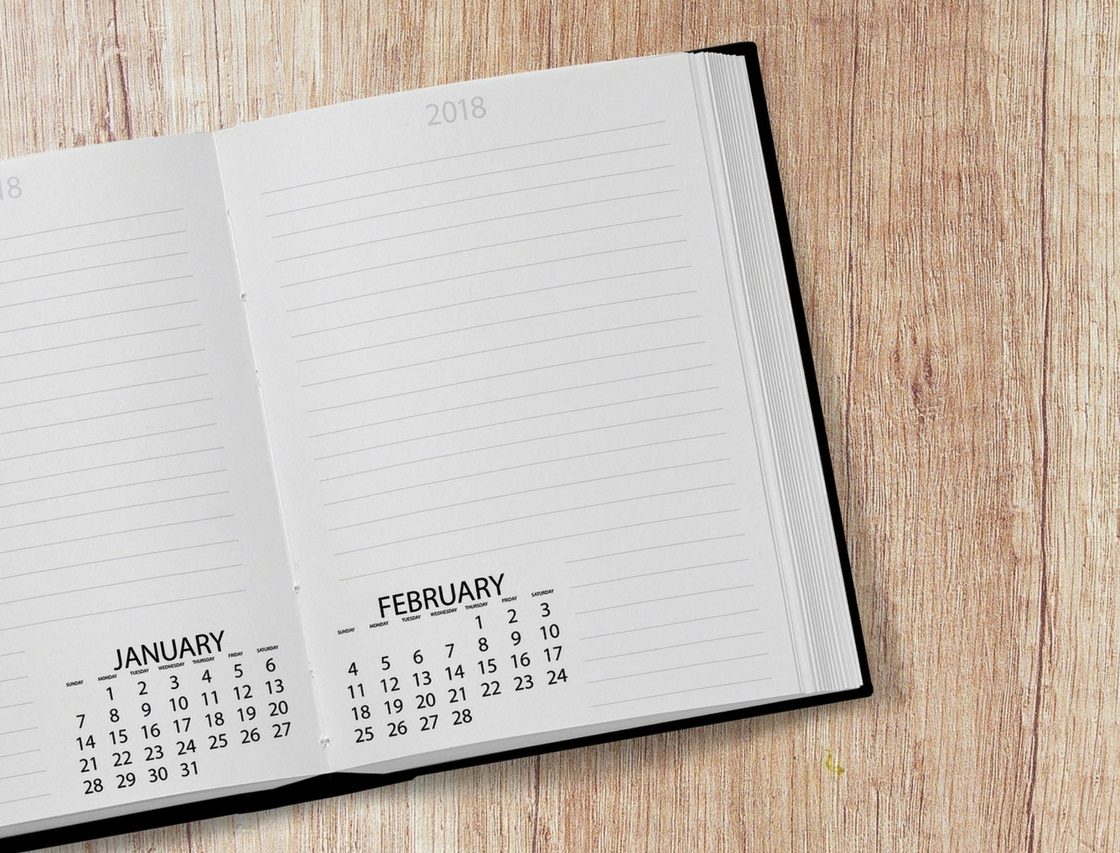 18
JANUARY
SUNDAY MONDAY TUESDAY WEDNESDAY THURSDAY FRIDAY SATURDAY
1 2 3 4 5 6
7 8 9 10 11 12 13
14 15 16 17 18 19 20
21 22 23 24 25 26 27
28 29 30 31
2018
FEBRUARY
SUNDAY MONDAY TUESDAY WEDNESDAY THURSDAY FRIDAY SATURDAY
1 2 3
4 5 6 7 8 9 10
11 12 13 14 15 16 17
18 19 20 21 22 23 24
25 26 27 28